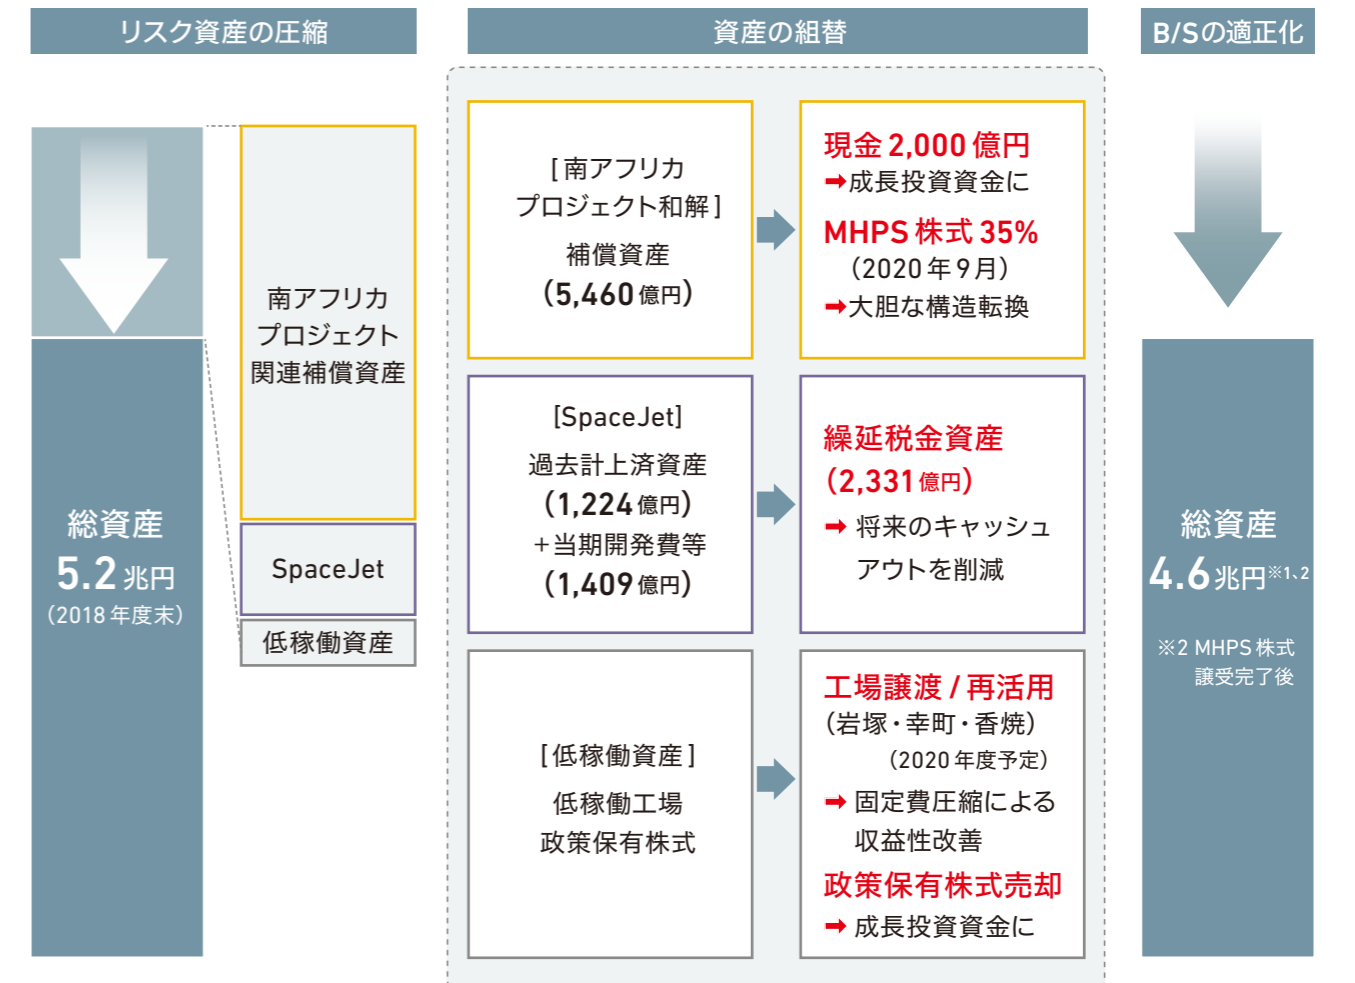 リスク資産の圧縮
資産の組替
B/Sの適正化
総資産
5.2兆円
（2018年度末）
南アフリカ
プロジェクト
関連補償資産
SpaceJet
低稼働資産
［南アフリカ
プロジェクト和解］
補償資産
（5,460億円）
現金2,000億円
➡成長投資資金に
MHPS株式35%
（2020年9月）
➡大胆な構造転換
[SpaceJet]
過去計上済資産
（1,224億円）
＋当期開発費等
（1,409億円）
繰延税金資産
（2,331億円）
➡ 将来のキャッシュ
アウトを削減
［低稼働資産］
低稼働工場
政策保有株式
工場譲渡/再活用
（岩塚・幸町・香焼）
（2020年度予定）
➡ 固定費圧縮による
収益性改善
政策保有株式売却
➡ 成長投資資金に
総資産
4.6兆円※1、2
※2 MHPS株式
譲受完了後